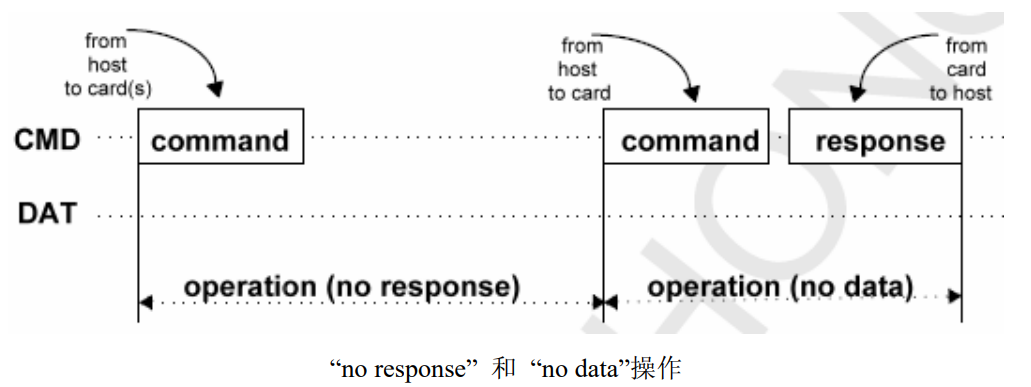 from
host
to card(s)
from
host
to card
from
card
to host
CMD
command
command
response
DAT
operation (no response)
operation (no data)
“no response” 和 “no data”操作